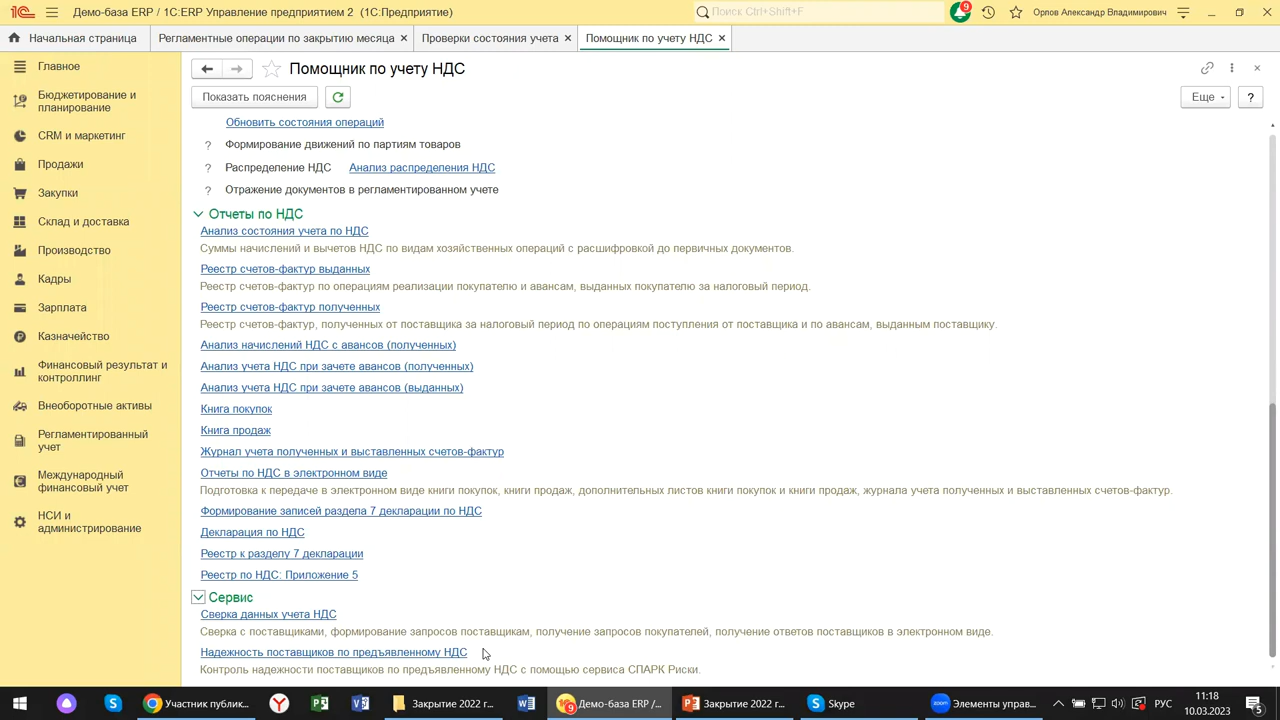 Демо-база ERP / 1С:ERP Управление предприятием 2 (1С:Предприятие)
Поиск Ctrl+Shift+F
9
Орлов Александр Владимирович
Начальная страница
Регламентные операции по закрытию месяца ×
Проверки состояния учета ×
Помощник по учету НДС ×
Главное
Бюджетирование и
планирование
CRM и маркетинг
Продажи
Закупки
Склад и доставка
Производство
Кадры
Зарплата
Казначейство
Финансовый результат и
контроллинг
Внеоборотные активы
Регламентированный
учет
Международный
финансовый учет
НСИ и
администрирование
Помощник по учету НДС
Показать пояснения
Еще
?
Обновить состояния операций
? Формирование движений по партиям товаров
? Распределение НДС Анализ распределения НДС
? Отражение документов в регламентированном учете
Отчеты по НДС
Анализ состояния учета по НДС
Суммы начислений и вычетов НДС по видам хозяйственных операций с расшифровкой до первичных документов.
Реестр счетов-фактур выданных
Реестр счетов-фактур по операциям реализации покупателю и авансам, выданных покупателю за налоговый период.
Реестр счетов-фактур полученных
Реестр счетов-фактур, полученных от поставщика за налоговый период по операциям поступления от поставщика и по авансам, выданным поставщику.
Анализ начислений НДС с авансов (полученных)
Анализ учета НДС при зачете авансов (полученных)
Анализ учета НДС при зачете авансов (выданных)
Книга покупок
Книга продаж
Журнал учета полученных и выставленных счетов-фактур
Отчеты по НДС в электронном виде
Подготовка к передаче в электронном виде книги покупок, книги продаж, дополнительных листов книги покупок и книги продаж, журнала учета полученных и выставленных счетов-фактур.
Формирование записей раздела 7 декларации по НДС
Декларация по НДС
Реестр к разделу 7 декларации
Реестр по НДС: Приложение 5
Сервис
Сверка данных учета НДС
Сверка с поставщиками, формирование запросов поставщикам, получение запросов покупателей, получение ответов поставщиков в электронном виде.
Надежность поставщиков по предъявленному НДС
Контроль надежности поставщиков по предъявленному НДС с помощью сервиса СПАРК Риски.
Участник публик...
Закрытие 2022 г...
Демо-база ERP /...
Закрытие 2022 г...
Skype
Элементы управ...
РУС
11:18
10.03.2023
5